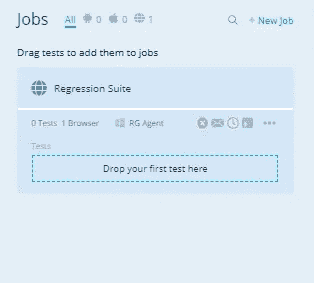 Jobs All 0 0 1 + New Job
Drag tests to add them to jobs
Regression Suite
0 Tests 1 Browser RG Agent
Tests
Drop your first test here